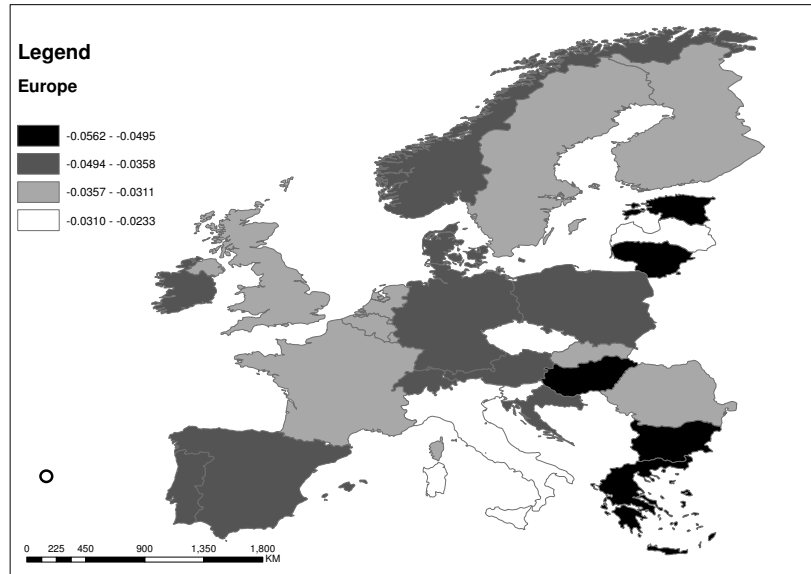 Legend
Europe
-0.0562 - -0.0495
-0.0494 - -0.0358
-0.0357 - -0.0311
-0.0310 - -0.0233
0 225 450 900 1,350 1,800
KM